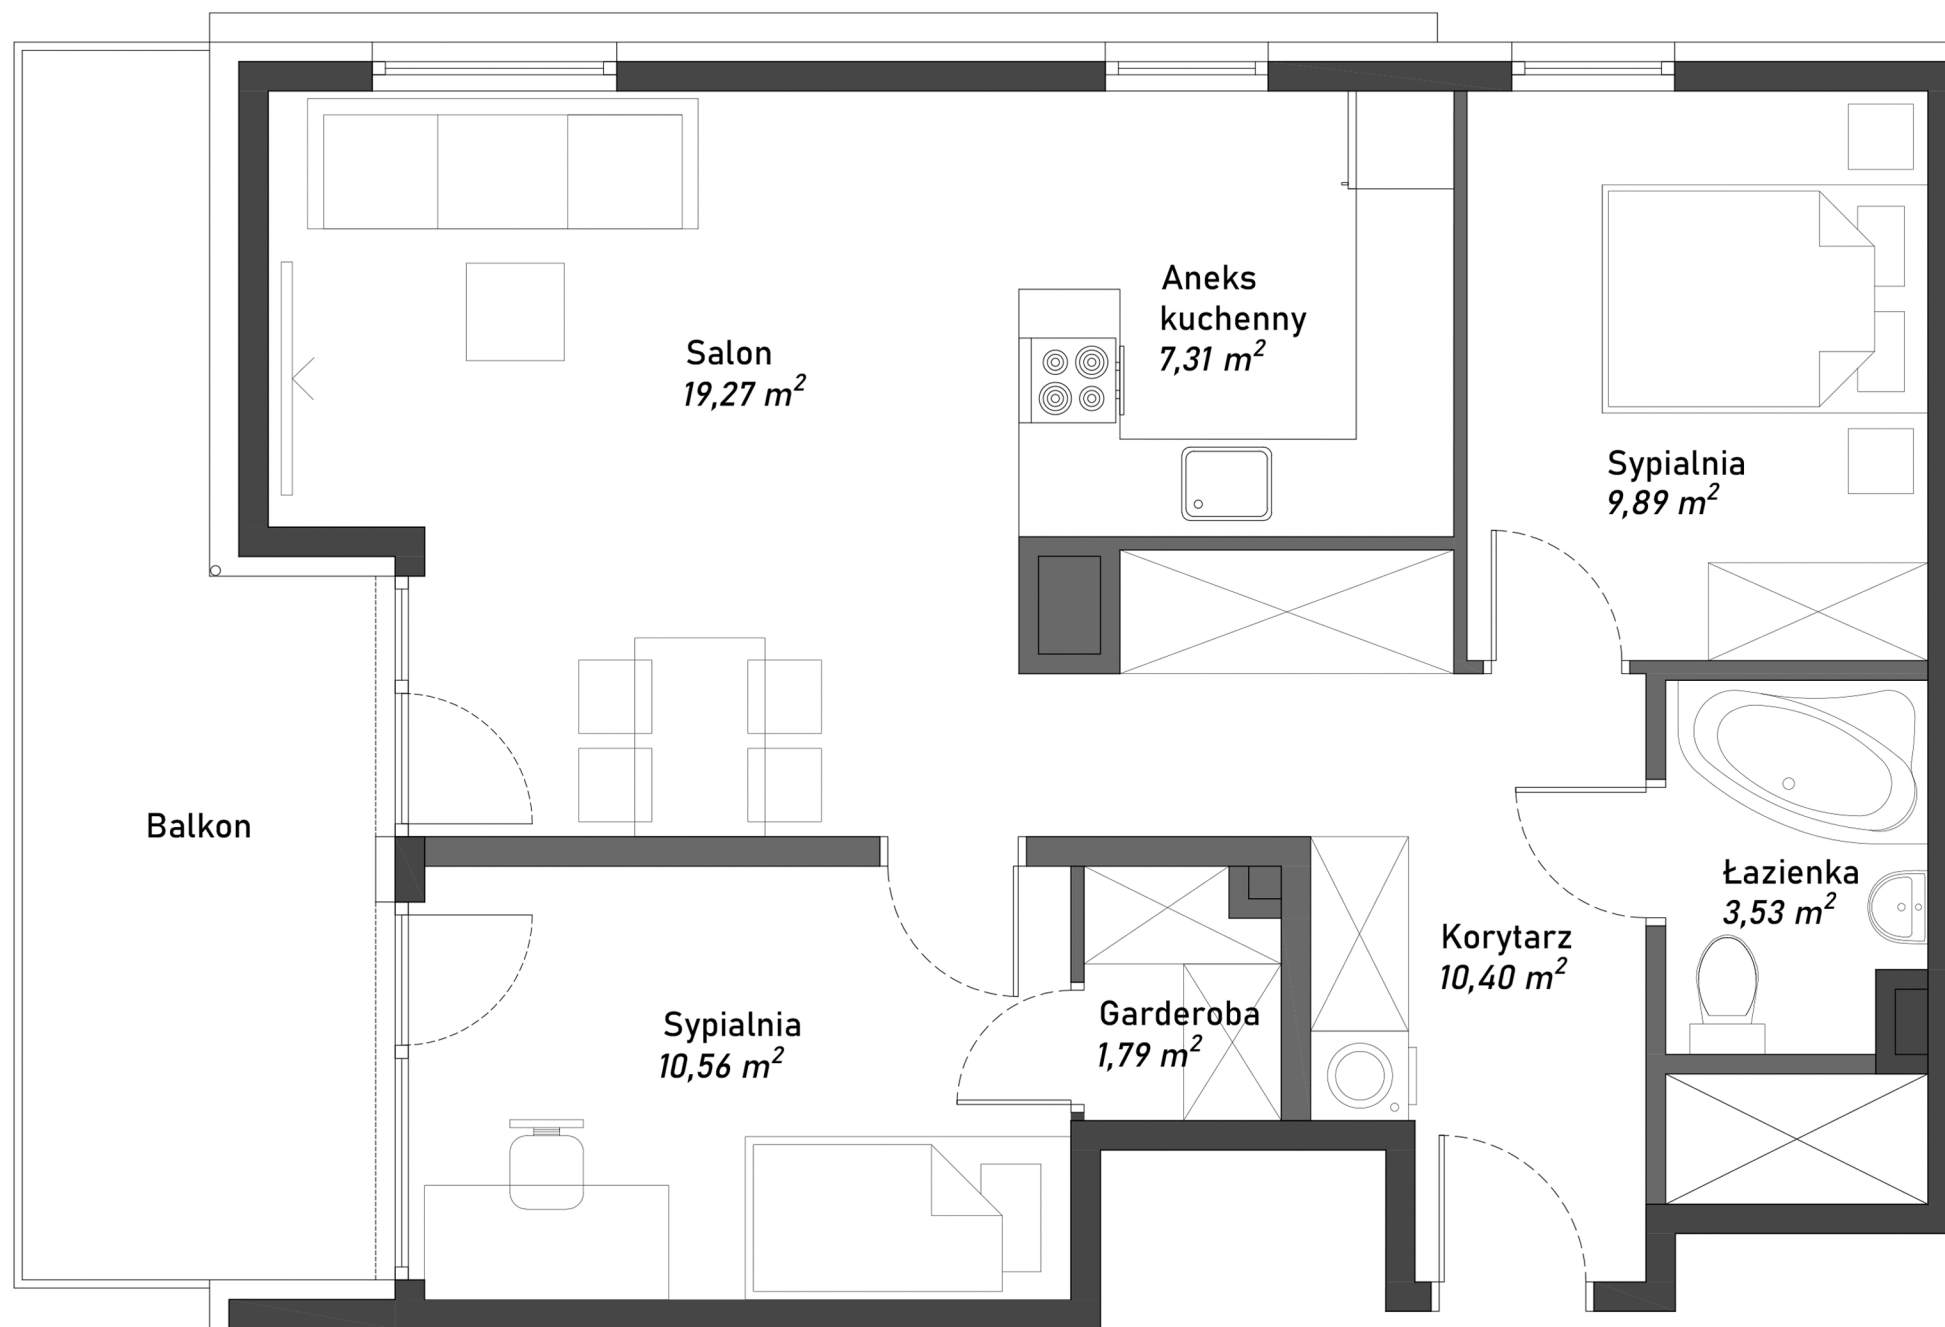 Aneks
kuchenny
7,31 m²
Salon
19,27 m²
Sypialnia
9,89 m²
Balkon
Łazienka
3,53 m²
Korytarz
10,40 m²
Garderoba
1,79 m²
Sypialnia
10,56 m²